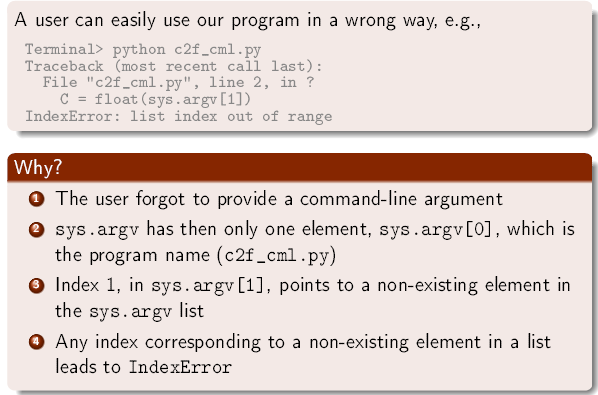 A user can easily use our program in a wrong way, e.g.,
Terminal> python c2f_cml.py
Traceback (most recent call last):
  File "c2f_cml.py", line 2, in ?
    C = float(sys.argv[1])
IndexError: list index out of range
Why?
1 The user forgot to provide a command-line argument
2 sys.argv has then only one element, sys.argv[0], which is
the program name (c2f_cml.py)
3 Index 1, in sys.argv[1], points to a non-existing element in
the sys.argv list
4 Any index corresponding to a non-existing element in a list
leads to IndexError